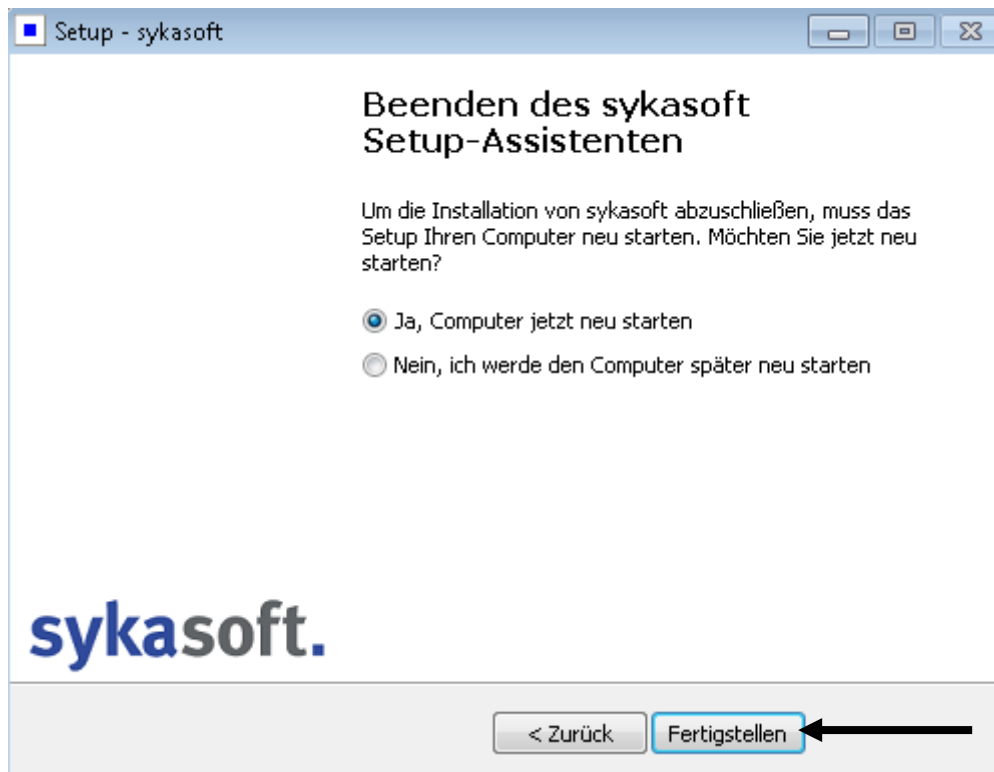 Setup - sykasoft
Beenden des sykasoft
Setup-Assistenten
Um die Installation von sykasoft abzuschließen, muss das
Setup Ihren Computer neu starten. Möchten Sie jetzt neu
starten?
Ja, Computer jetzt neu starten
Nein, ich werde den Computer später neu starten
sykasoft.
< Zurück
Fertigstellen